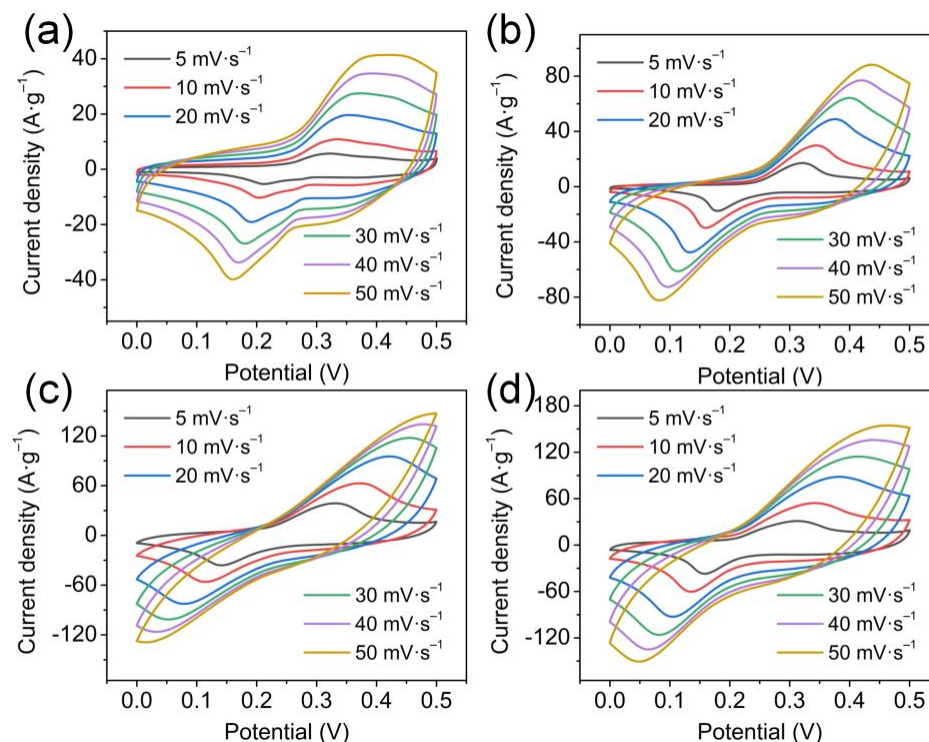 (a)
5 mV·s⁻¹
10 mV·s⁻¹
20 mV·s⁻¹
30 mV·s⁻¹
40 mV·s⁻¹
50 mV·s⁻¹
40
20
0
-20
-40
Current density (A·g⁻¹)
0.0 0.1 0.2 0.3 0.4 0.5
Potential (V)
(b)
5 mV·s⁻¹
10 mV·s⁻¹
20 mV·s⁻¹
30 mV·s⁻¹
40 mV·s⁻¹
50 mV·s⁻¹
80
40
0
-40
-80
Current density (A·g⁻¹)
0.0 0.1 0.2 0.3 0.4 0.5
Potential (V)
(c)
5 mV·s⁻¹
10 mV·s⁻¹
20 mV·s⁻¹
30 mV·s⁻¹
40 mV·s⁻¹
50 mV·s⁻¹
120
60
0
-60
-120
Current density (A·g⁻¹)
0.0 0.1 0.2 0.3 0.4 0.5
Potential (V)
(d)
5 mV·s⁻¹
10 mV·s⁻¹
20 mV·s⁻¹
30 mV·s⁻¹
40 mV·s⁻¹
50 mV·s⁻¹
180
120
60
0
-60
-120
Current density (A·g⁻¹)
0.0 0.1 0.2 0.3 0.4 0.5
Potential (V)